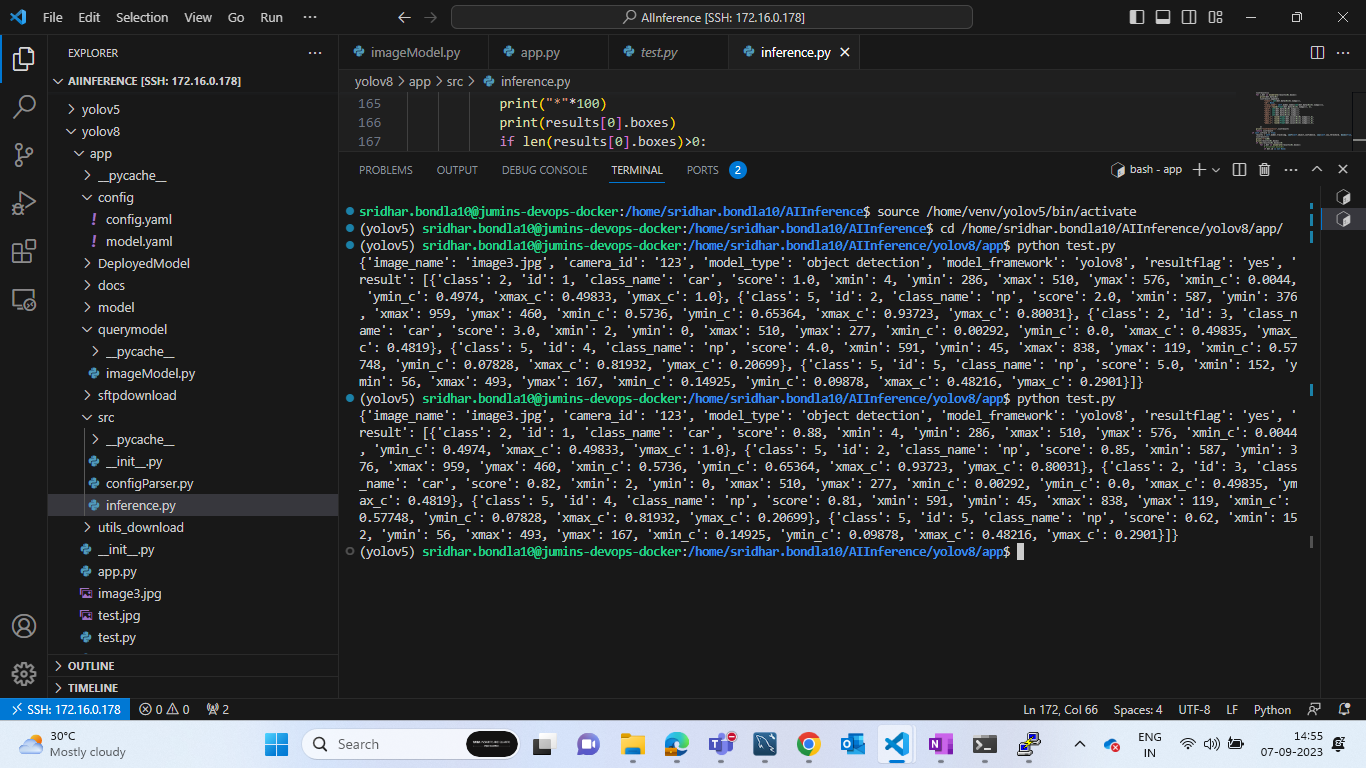 File Edit Selection View Go Run ··· AIInference [SSH: 172.16.0.178]
EXPLORER ···
AIINFERENCE [SSH: 172.16.0.178]
yolov5
yolov8
app
__pycache__
config
config.yaml
model.yaml
DeployedModel
docs
model
querymodel
__pycache__
imageModel.py
sftpdownload
src
__pycache__
__init__.py
configParser.py
inference.py
utils_download
__init__.py
app.py
image3.jpg
test.jpg
test.py
OUTLINE
TIMELINE
imageModel.py app.py test.py inference.py
yolov8 > app > src > inference.py
165 print("*"*100)
166 print(results[0].boxes)
167 if len(results[0].boxes)>0:
PROBLEMS OUTPUT DEBUG CONSOLE TERMINAL PORTS 2 bash - app
sridhar.bondla10@jumins-devops-docker:/home/sridhar.bondla10/AIInference$ source /home/venv/yolov5/bin/activate
(yolov5) sridhar.bondla10@jumins-devops-docker:/home/sridhar.bondla10/AIInference$ cd /home/sridhar.bondla10/AIInference/yolov8/app/
(yolov5) sridhar.bondla10@jumins-devops-docker:/home/sridhar.bondla10/AIInference/yolov8/app$ python test.py
{'image_name': 'image3.jpg', 'camera_id': '123', 'model_type': 'object detection', 'model_framework': 'yolov8', 'resultflag': 'yes', '
result': [{'class': 2, 'id': 1, 'class_name': 'car', 'score': 1.0, 'xmin': 4, 'ymin': 286, 'xmax': 510, 'ymax': 576, 'xmin_c': 0.0044,
'ymin_c': 0.4974, 'xmax_c': 0.49833, 'ymax_c': 1.0}, {'class': 5, 'id': 2, 'class_name': 'np', 'score': 2.0, 'xmin': 587, 'ymin': 376
, 'xmax': 959, 'ymax': 460, 'xmin_c': 0.5736, 'ymin_c': 0.65364, 'xmax_c': 0.93723, 'ymax_c': 0.80031}, {'class': 2, 'id': 3, 'class_n
ame': 'car', 'score': 3.0, 'xmin': 2, 'ymin': 0, 'xmax': 510, 'ymax': 277, 'xmin_c': 0.00292, 'ymin_c': 0.0, 'xmax_c': 0.49835, 'ymax_
c': 0.4819}, {'class': 5, 'id': 4, 'class_name': 'np', 'score': 4.0, 'xmin': 591, 'ymin': 45, 'xmax': 838, 'ymax': 119, 'xmin_c': 0.57
748, 'ymin_c': 0.07828, 'xmax_c': 0.81932, 'ymax_c': 0.20699}, {'class': 5, 'id': 5, 'class_name': 'np', 'score': 5.0, 'xmin': 152, 'y
min': 56, 'xmax': 493, 'ymax': 167, 'xmin_c': 0.14925, 'ymin_c': 0.09878, 'xmax_c': 0.48216, 'ymax_c': 0.2901}]}
(yolov5) sridhar.bondla10@jumins-devops-docker:/home/sridhar.bondla10/AIInference/yolov8/app$ python test.py
{'image_name': 'image3.jpg', 'camera_id': '123', 'model_type': 'object detection', 'model_framework': 'yolov8', 'resultflag': 'yes', '
result': [{'class': 2, 'id': 1, 'class_name': 'car', 'score': 0.88, 'xmin': 4, 'ymin': 286, 'xmax': 510, 'ymax': 576, 'xmin_c': 0.0044
, 'ymin_c': 0.4974, 'xmax_c': 0.49833, 'ymax_c': 1.0}, {'class': 5, 'id': 2, 'class_name': 'np', 'score': 0.85, 'xmin': 587, 'ymin': 3
76, 'xmax': 959, 'ymax': 460, 'xmin_c': 0.5736, 'ymin_c': 0.65364, 'xmax_c': 0.93723, 'ymax_c': 0.80031}, {'class': 2, 'id': 3, 'class
_name': 'car', 'score': 0.82, 'xmin': 2, 'ymin': 0, 'xmax': 510, 'ymax': 277, 'xmin_c': 0.00292, 'ymin_c': 0.0, 'xmax_c': 0.49835, 'ym
ax_c': 0.4819}, {'class': 5, 'id': 4, 'class_name': 'np', 'score': 0.81, 'xmin': 591, 'ymin': 45, 'xmax': 838, 'ymax': 119, 'xmin_c':
0.57748, 'ymin_c': 0.07828, 'xmax_c': 0.81932, 'ymax_c': 0.20699}, {'class': 5, 'id': 5, 'class_name': 'np', 'score': 0.62, 'xmin': 15
2, 'ymin': 56, 'xmax': 493, 'ymax': 167, 'xmin_c': 0.14925, 'ymin_c': 0.09878, 'xmax_c': 0.48216, 'ymax_c': 0.2901}]}
(yolov5) sridhar.bondla10@jumins-devops-docker:/home/sridhar.bondla10/AIInference/yolov8/app$
SSH: 172.16.0.178 0 0 2 Ln 172, Col 66 Spaces: 4 UTF-8 LF Python
30°C
Mostly cloudy
Search
ENG
IN
14:55
07-09-2023